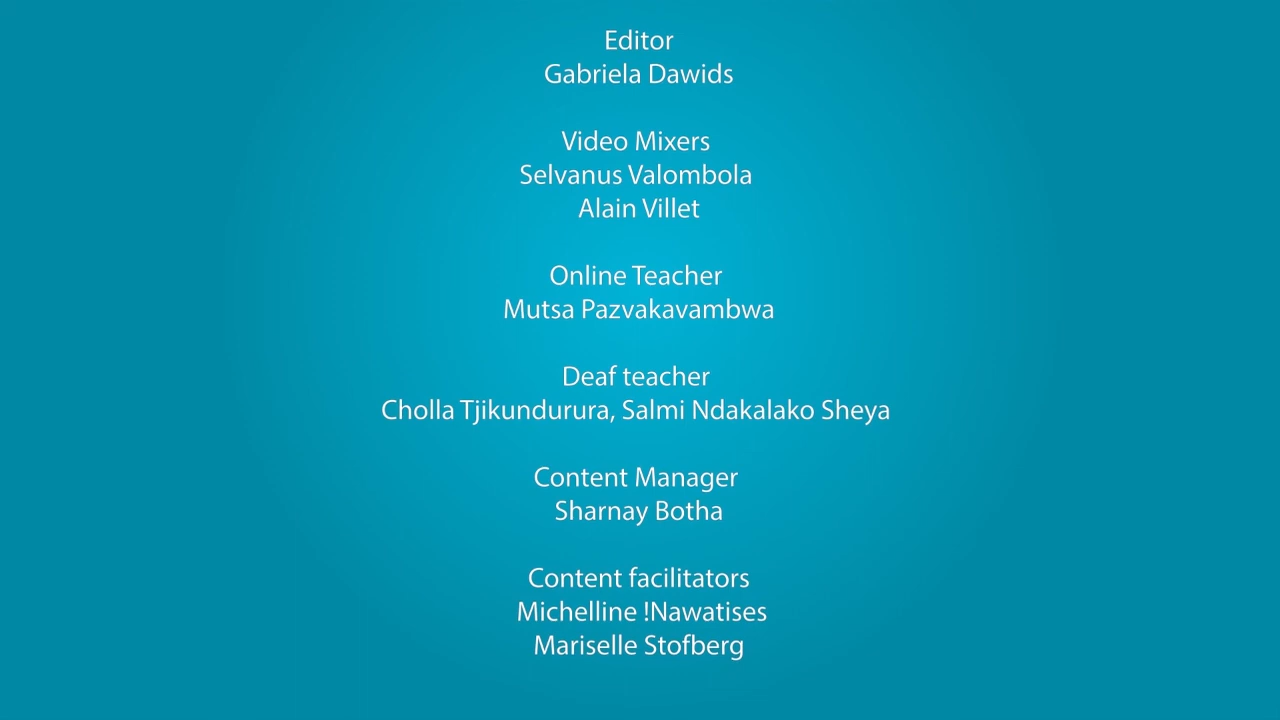 Editor
Gabriela Dawids
Video Mixers
Selvanus Valombola
Alain Villet
Online Teacher
Mutsa Pazvakavambwa
Deaf teacher
Cholla Tjikundurura, Salmi Ndakalako Sheya
Content Manager
Sharnay Botha
Content facilitators
Michelline !Nawatises
Mariselle Stofberg